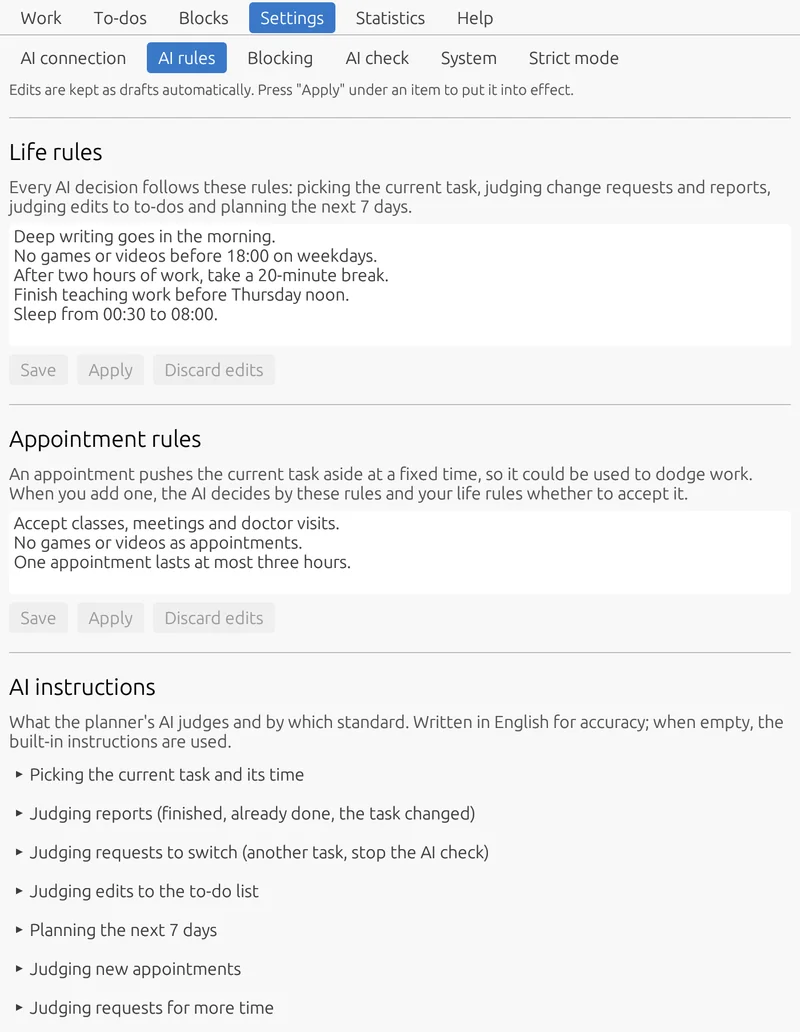 Work To-dos Blocks Settings Statistics Help
AI connection AI rules Blocking AI check System Strict mode
Edits are kept as drafts automatically. Press "Apply" under an item to put it into effect.
Life rules
Every AI decision follows these rules: picking the current task, judging change requests and reports,
judging edits to to-dos and planning the next 7 days.
Deep writing goes in the morning.
No games or videos before 18:00 on weekdays.
After two hours of work, take a 20-minute break.
Finish teaching work before Thursday noon.
Sleep from 00:30 to 08:00.
Save Apply Discard edits
Appointment rules
An appointment pushes the current task aside at a fixed time, so it could be used to dodge work.
When you add one, the AI decides by these rules and your life rules whether to accept it.
Accept classes, meetings and doctor visits.
No games or videos as appointments.
One appointment lasts at most three hours.
Save Apply Discard edits
AI instructions
What the planner's AI judges and by which standard. Written in English for accuracy; when empty, the
built-in instructions are used.
Picking the current task and its time
Judging reports (finished, already done, the task changed)
Judging requests to switch (another task, stop the AI check)
Judging edits to the to-do list
Planning the next 7 days
Judging new appointments
Judging requests for more time